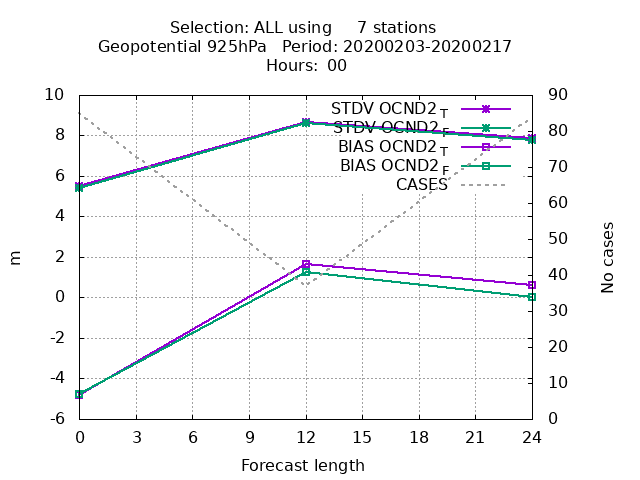 Selection: ALL using     7 stations
Geopotential 925hPa   Period: 20200203-20200217
Hours: 00
STDV OCND2 T
STDV OCND2 F
BIAS OCND2 T
BIAS OCND2 F
CASES
10
8
6
4
2
0
-2
-4
-6
m
90
80
70
60
50
40
30
20
10
0
No cases
0 3 6 9 12 15 18 21 24
Forecast length